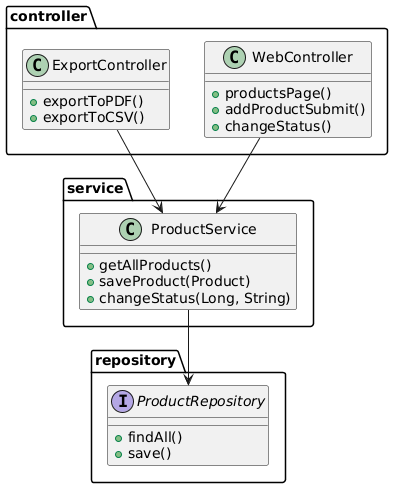 controller
C ExportController
exportToPDF()
exportToCSV()
C WebController
productsPage()
addProductSubmit()
changeStatus()
service
C ProductService
getAllProducts()
saveProduct(Product)
changeStatus(Long, String)
repository
I ProductRepository
findAll()
save()